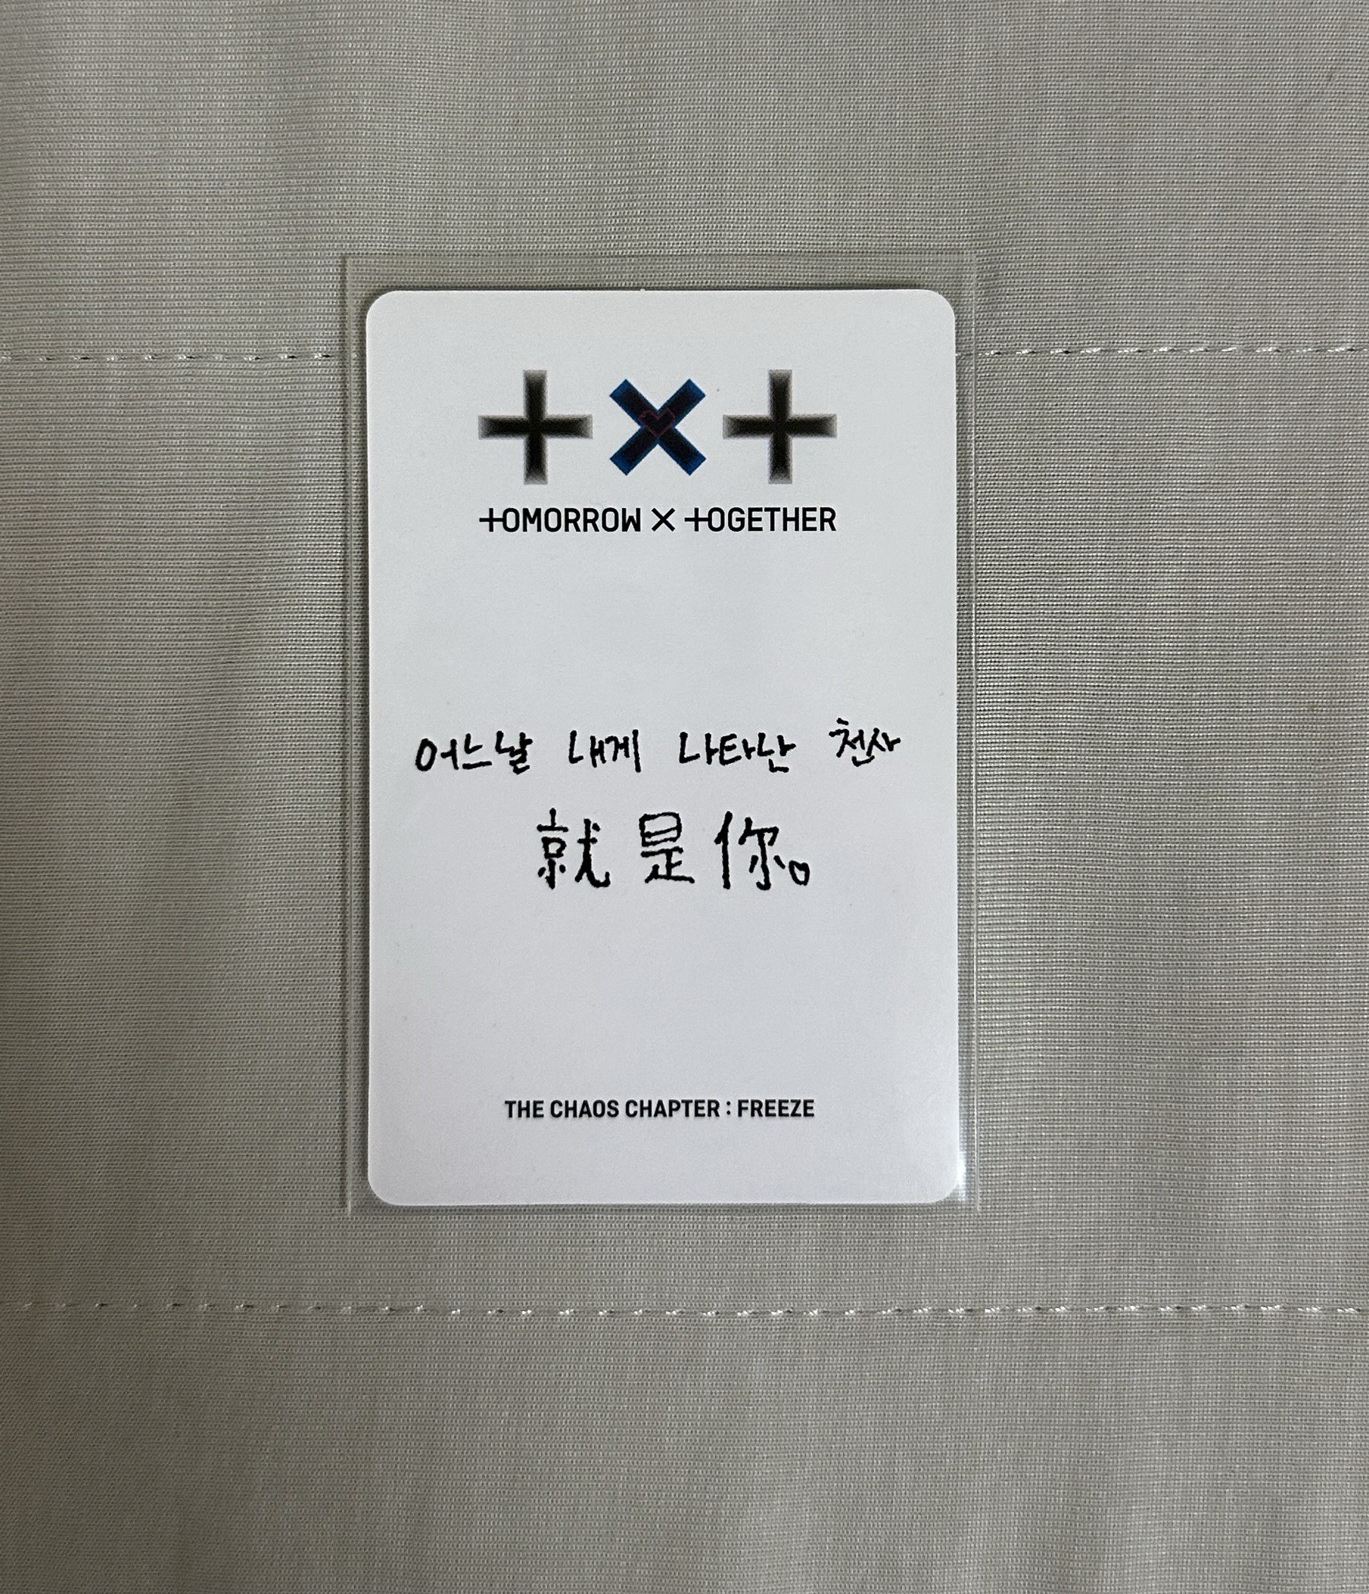 +×+
TOMORROW × TOGETHER
어느날 내게 나타난 천사
就是你。
THE CHAOS CHAPTER : FREEZE